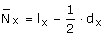 N̄ₓ = lₓ − 1/2 · dₓ